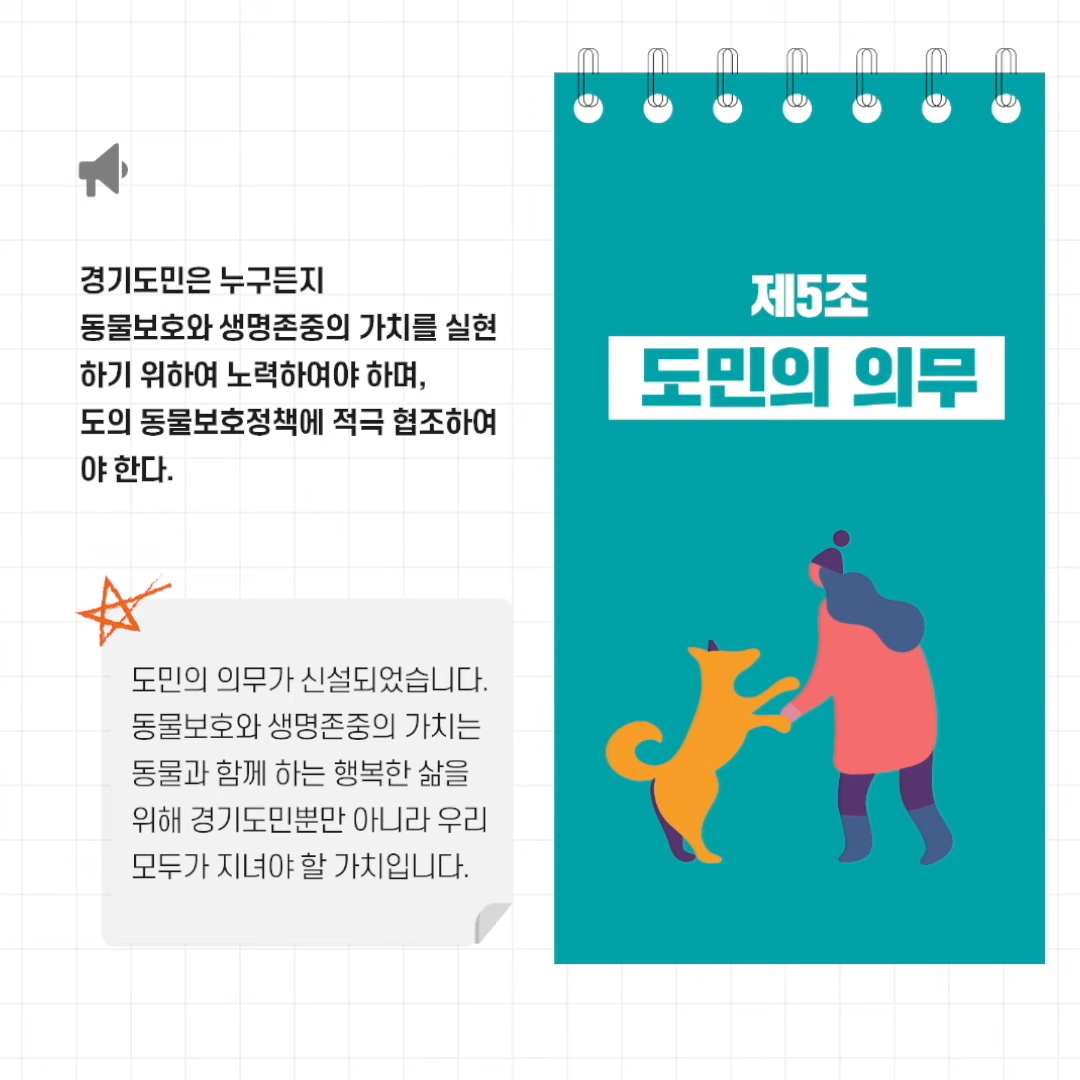 경기도민은 누구든지
동물보호와 생명존중의 가치를 실현
하기 위하여 노력하여야 하며,
도의 동물보호정책에 적극 협조하여
야 한다.
도민의 의무가 신설되었습니다.
동물보호와 생명존중의 가치는
동물과 함께 하는 행복한 삶을
위해 경기도민뿐만 아니라 우리
모두가 지녀야 할 가치입니다.
제5조
도민의 의무